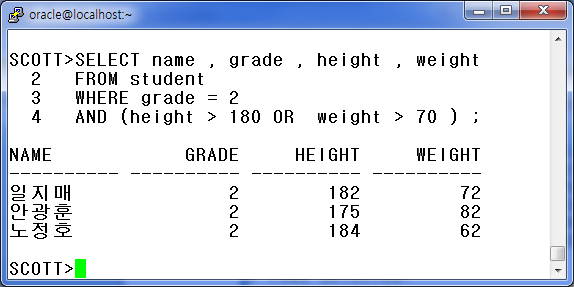 oracle@localhost:~
SCOTT>SELECT name , grade , height , weight
2 FROM student
3 WHERE grade = 2
4 AND (height > 180 OR weight > 70 ) ;
NAME GRADE HEIGHT WEIGHT
---------- ---------- ---------- ----------
일지매 2 182 72
안광훈 2 175 82
노정호 2 184 62
SCOTT>